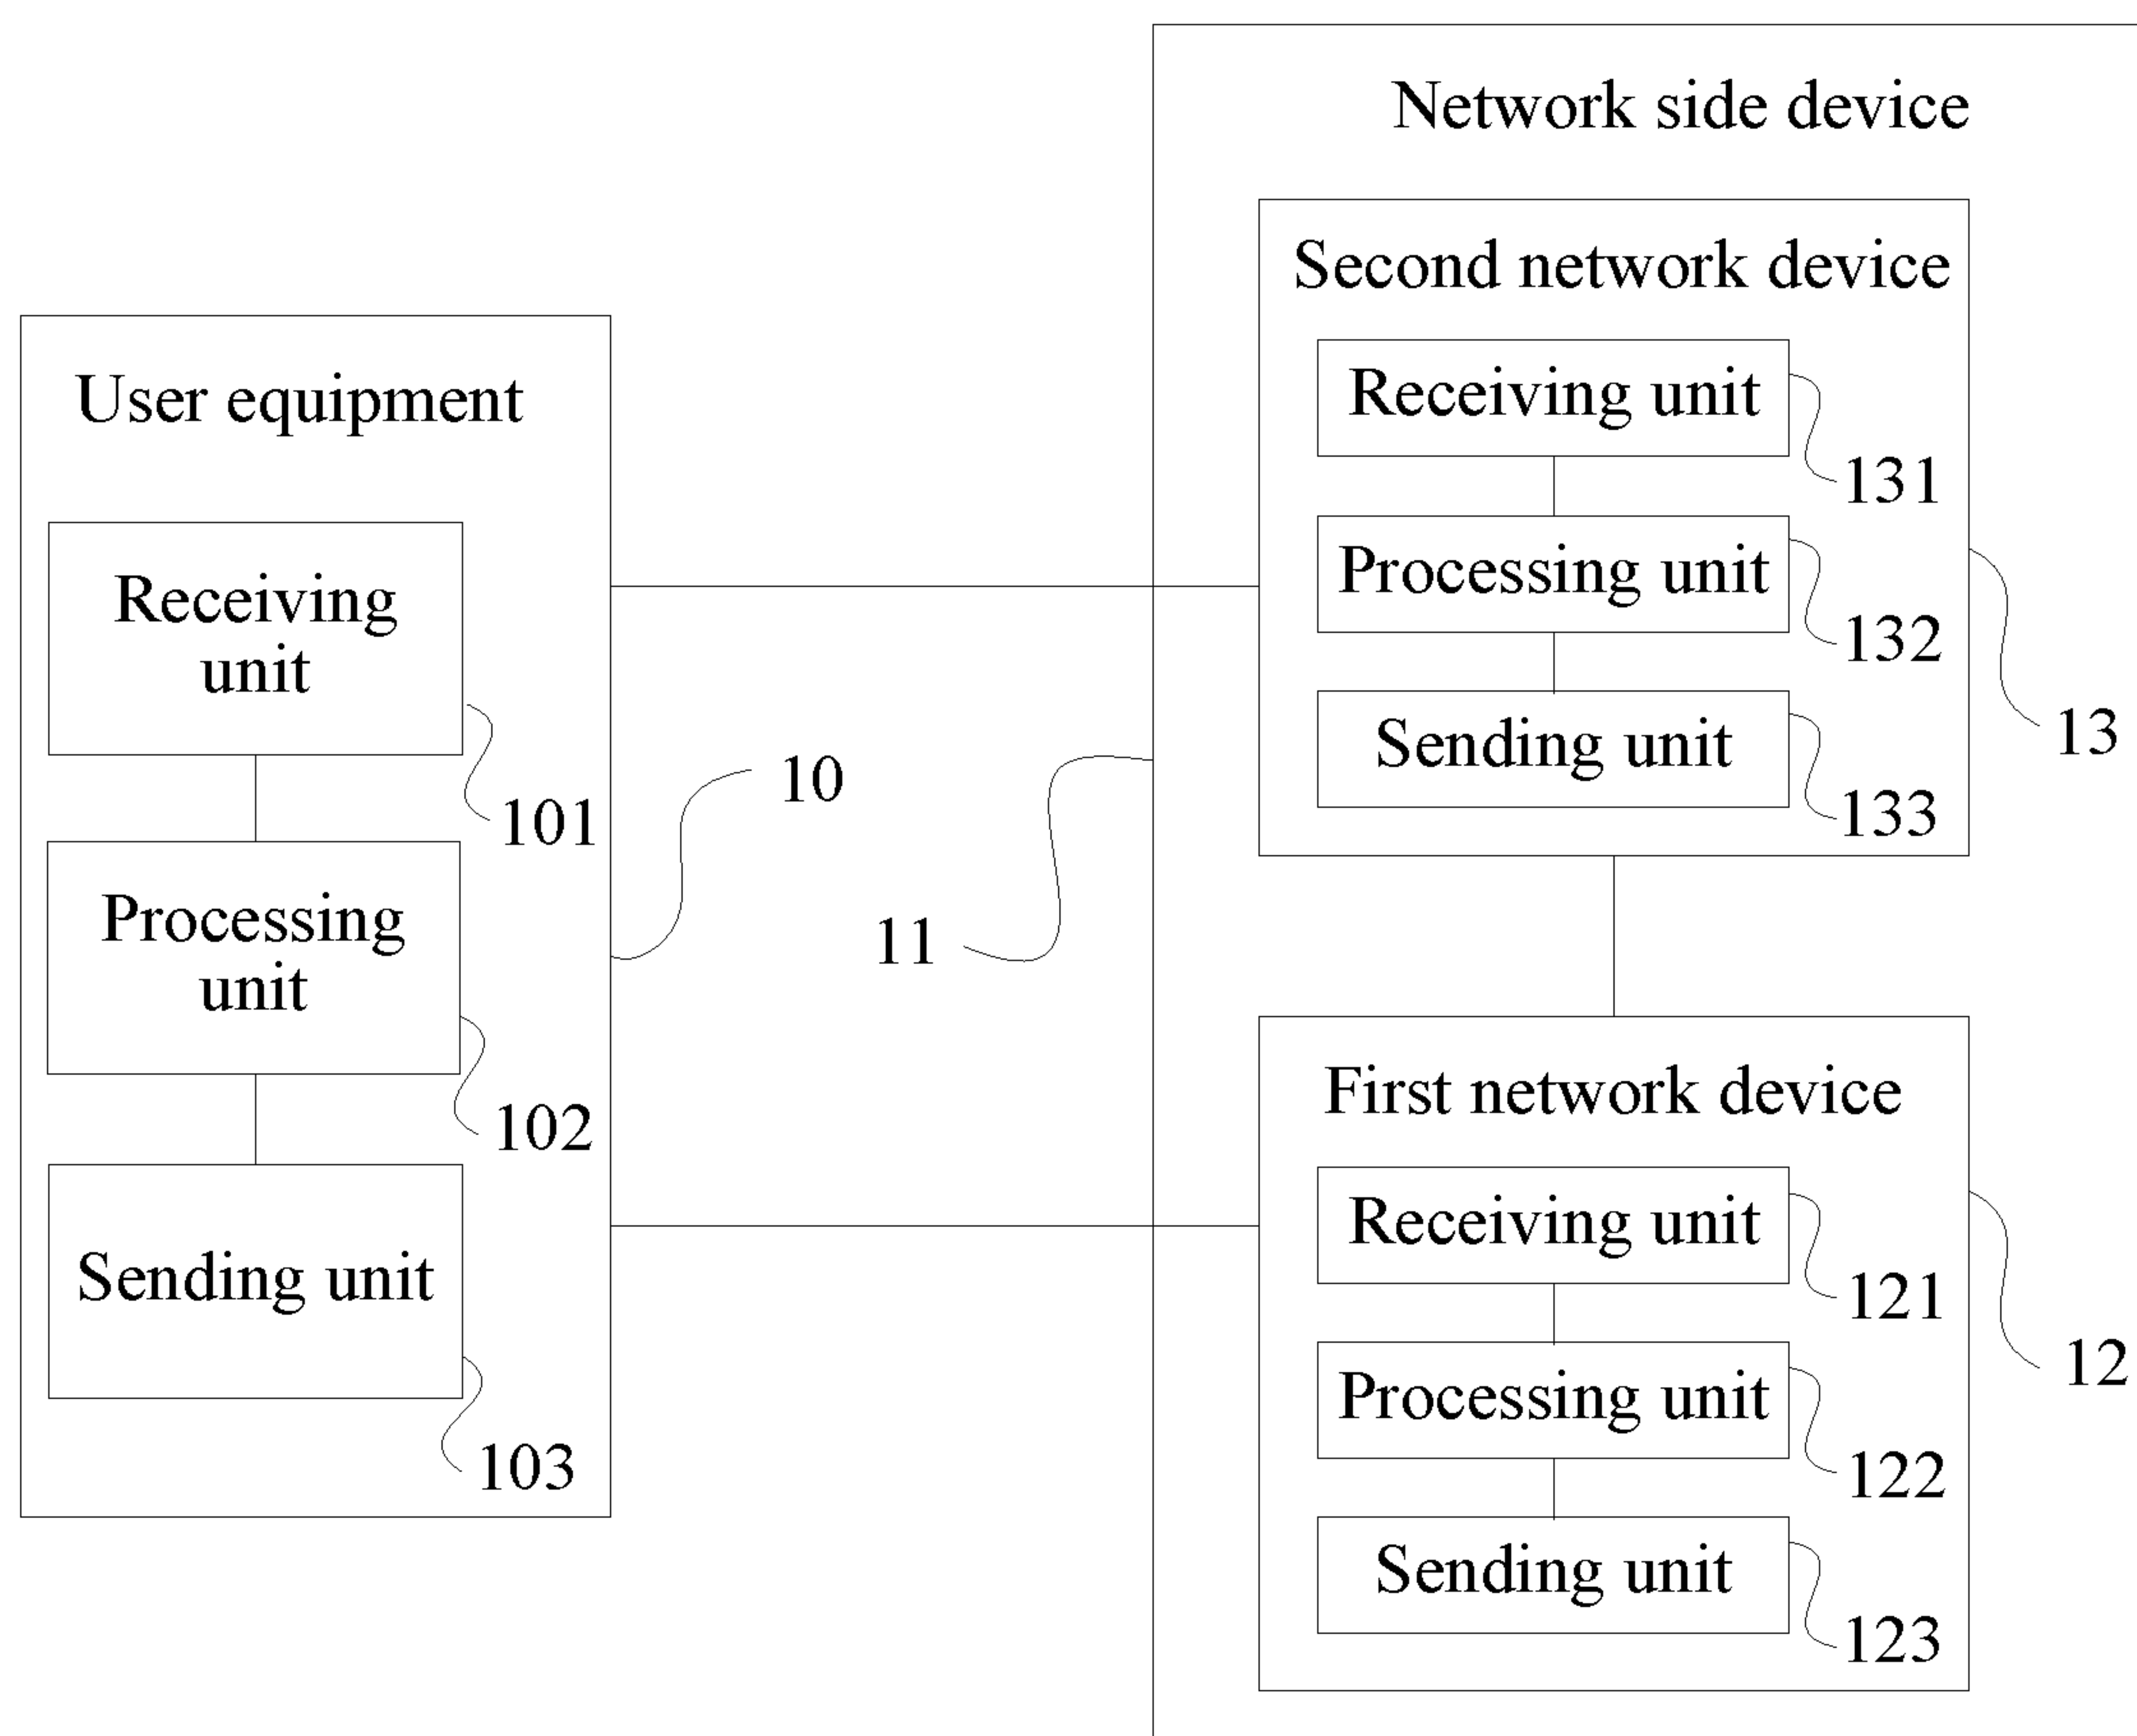 Network side device
Second network device
Receiving unit
131
Processing unit
132
Sending unit
133
13
User equipment
Receiving
unit
101
Processing
unit
102
Sending unit
103
10
11
First network device
Receiving unit
121
Processing unit
122
Sending unit
123
12